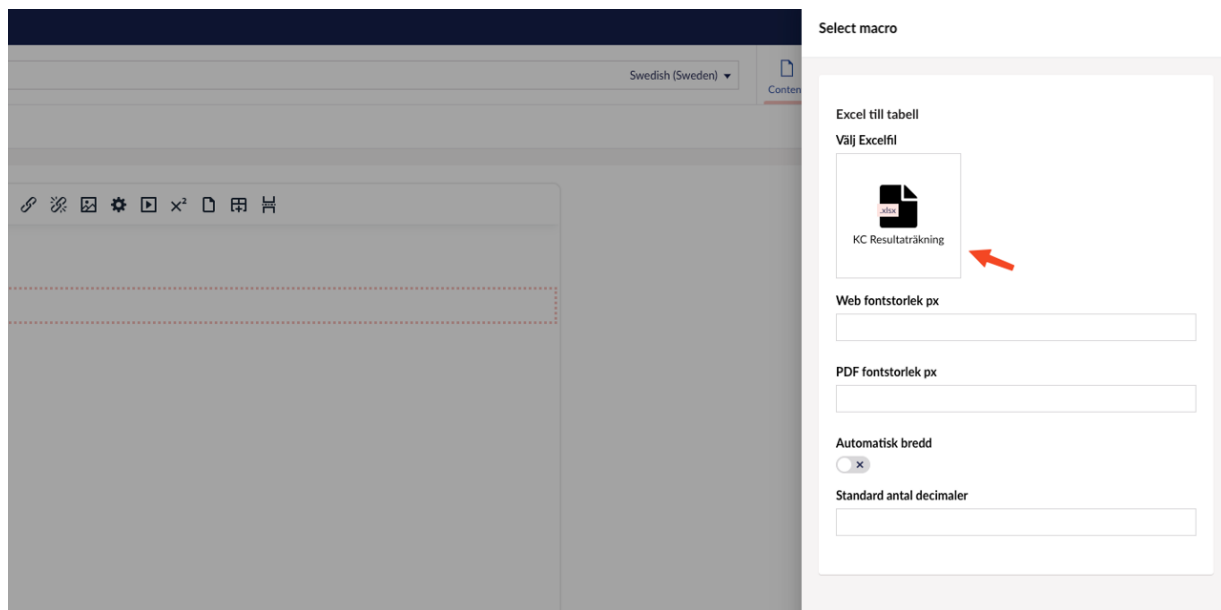 Select macro
Swedish (Sweden)
Conten
Excel till tabell
Välj Excelfil
.xlsx
KC Resultaträkning
Web fontstorlek px
PDF fontstorlek px
Automatisk bredd
Standard antal decimaler